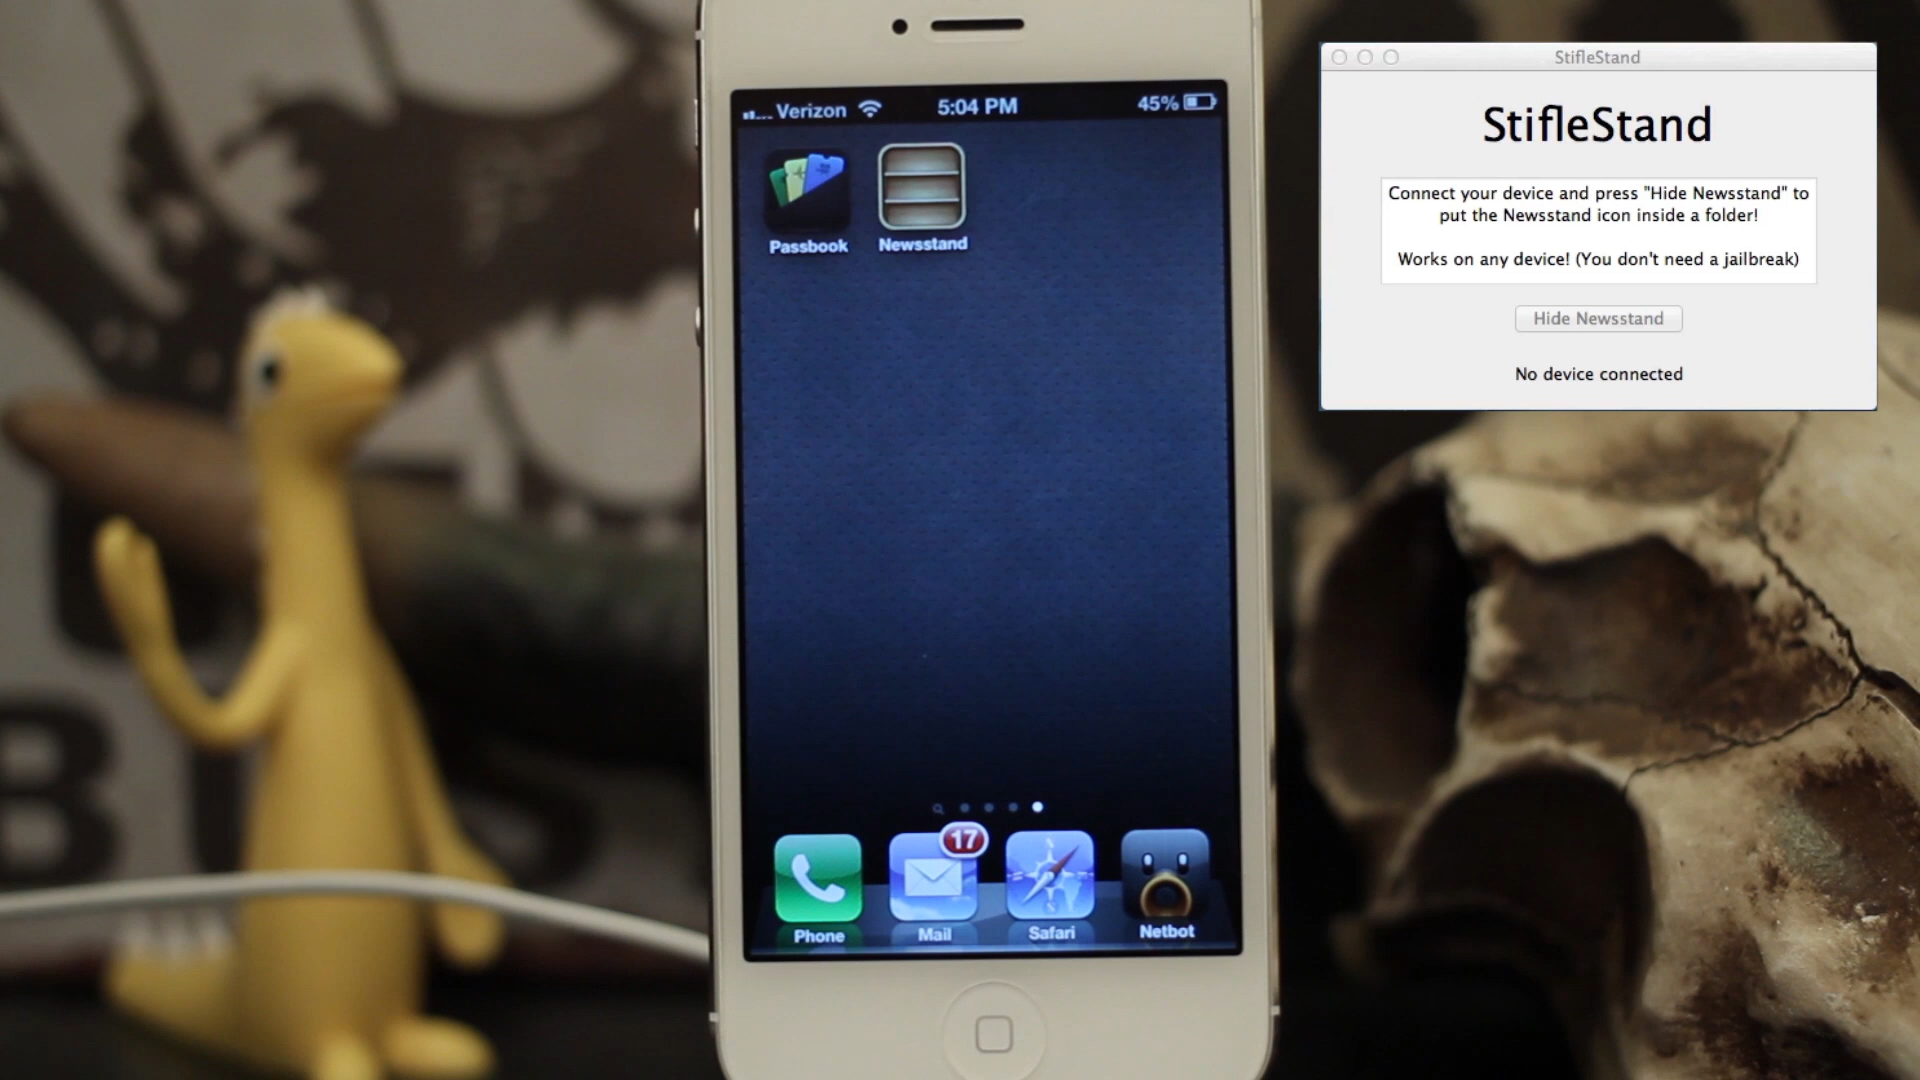 Verizon 5:04 PM 45%
Passbook Newsstand
17
Phone Mail Safari Netbot
StifleStand
StifleStand
Connect your device and press "Hide Newsstand" to
put the Newsstand icon inside a folder!
Works on any device! (You don't need a jailbreak)
Hide Newsstand
No device connected